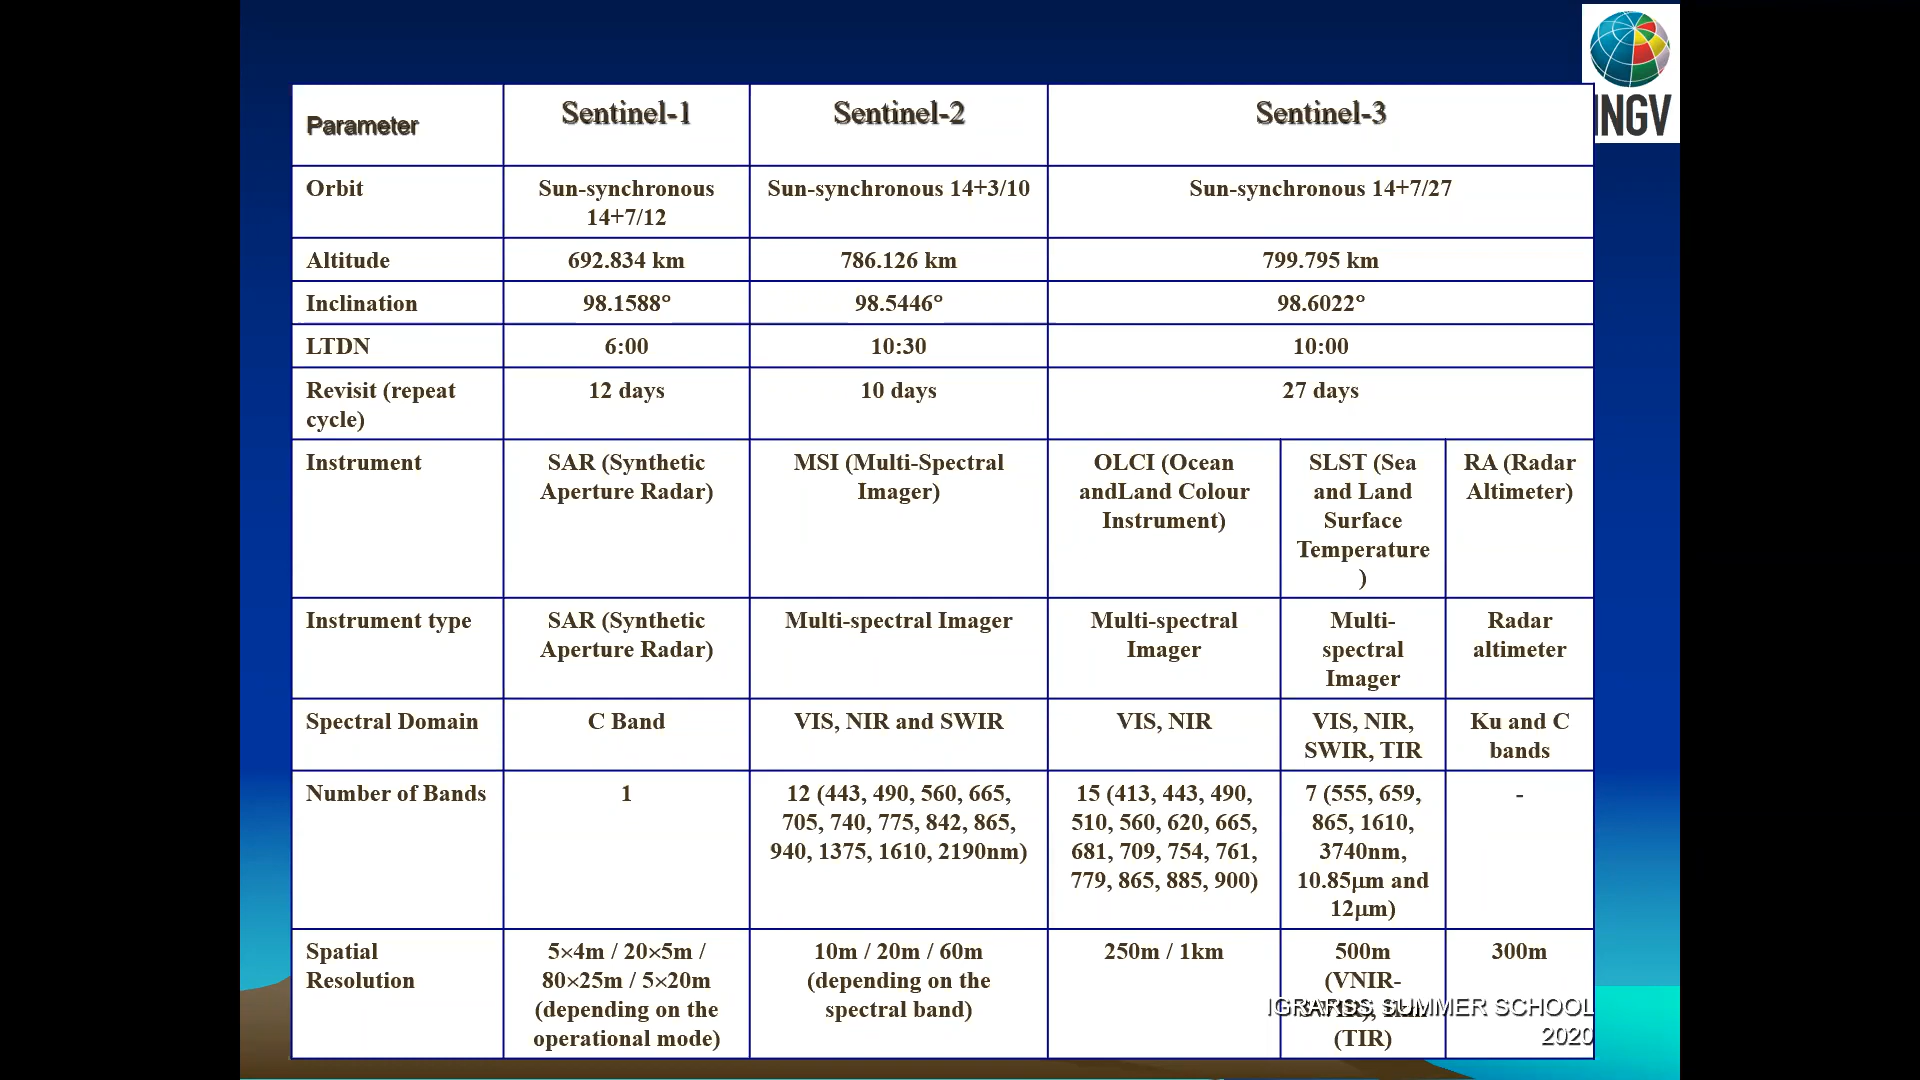 INGV
Parameter
Sentinel-1
Sentinel-2
Sentinel-3
Orbit
Sun-synchronous
14+7/12
Sun-synchronous 14+3/10
Sun-synchronous 14+7/27
Altitude
692.834 km
786.126 km
799.795 km
Inclination
98.1588°
98.5446°
98.6022°
LTDN
6:00
10:30
10:00
Revisit (repeat
cycle)
12 days
10 days
27 days
Instrument
SAR (Synthetic
Aperture Radar)
MSI (Multi-Spectral
Imager)
OLCI (Ocean
andLand Colour
Instrument)
SLST (Sea
and Land
Surface
Temperature
)
RA (Radar
Altimeter)
Instrument type
SAR (Synthetic
Aperture Radar)
Multi-spectral Imager
Multi-spectral
Imager
Multi-
spectral
Imager
Radar
altimeter
Spectral Domain
C Band
VIS, NIR and SWIR
VIS, NIR
VIS, NIR,
SWIR, TIR
Ku and C
bands
Number of Bands
1
12 (443, 490, 560, 665,
705, 740, 775, 842, 865,
940, 1375, 1610, 2190nm)
15 (413, 443, 490,
510, 560, 620, 665,
681, 709, 754, 761,
779, 865, 885, 900)
7 (555, 659,
865, 1610,
3740nm,
10.85µm and
12µm)
-
Spatial
Resolution
5×4m / 20×5m /
80×25m / 5×20m
(depending on the
operational mode)
10m / 20m / 60m
(depending on the
spectral band)
250m / 1km
500m
(VNIR-
(TIR)
300m
IGRARSS SUMMER SCHOOL
2020